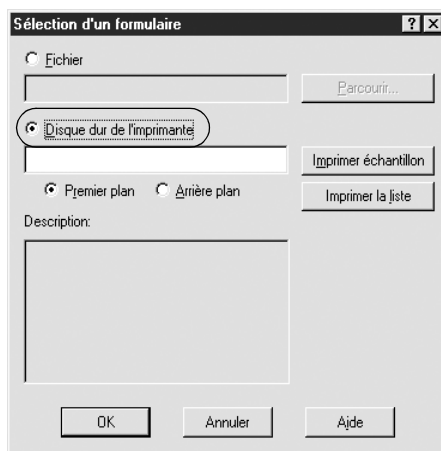 Sélection d'un formulaire
Fichier
Parcourir...
Disque dur de l'imprimante
Imprimer échantillon
Premier plan Arrière plan
Imprimer la liste
Description:
OK Annuler Aide